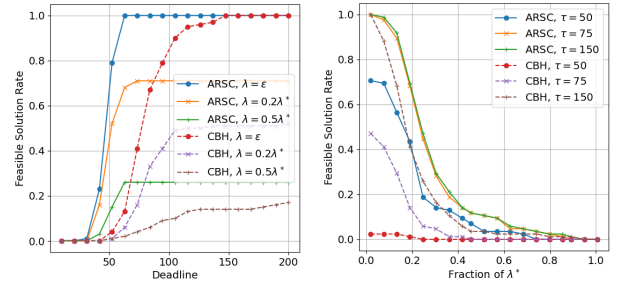 Feasible Solution Rate
1.0
0.8
0.6
0.4
0.2
0.0
ARSC, λ = ε
ARSC, λ = 0.2λ*
ARSC, λ = 0.5λ*
CBH, λ = ε
CBH, λ = 0.2λ*
CBH, λ = 0.5λ*
0 50 100 150 200
Deadline
Feasible Solution Rate
1.0
0.8
0.6
0.4
0.2
0.0
ARSC, τ = 50
ARSC, τ = 75
ARSC, τ = 150
CBH, τ = 50
CBH, τ = 75
CBH, τ = 150
0.0 0.2 0.4 0.6 0.8 1.0
Fraction of λ*